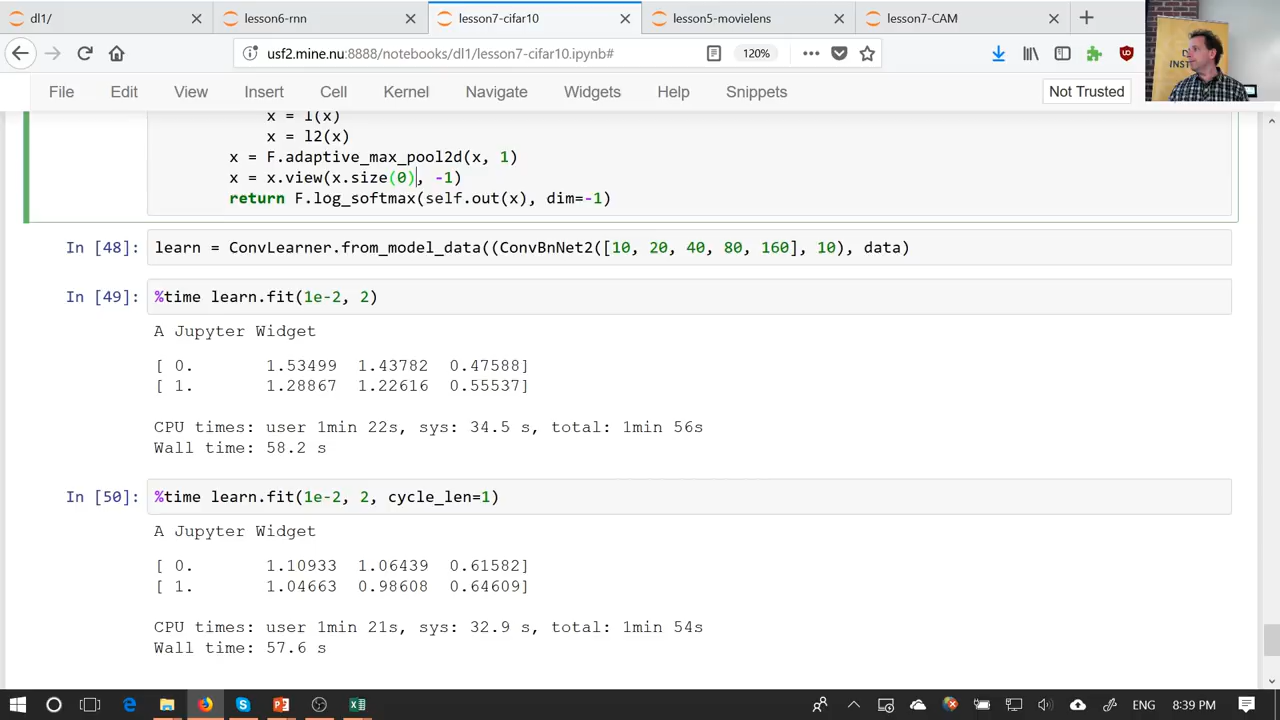 dl1/
lesson6-rnn
lesson7-cifar10
lesson5-movielens
lesson7-CAM
usf2.mine.nu:8888/notebooks/dl1/lesson7-cifar10.ipynb#
120%
File Edit View Insert Cell Kernel Navigate Widgets Help Snippets
Not Trusted
x = l(x)
x = l2(x)
x = F.adaptive_max_pool2d(x, 1)
x = x.view(x.size(0), -1)
return F.log_softmax(self.out(x), dim=-1)
In [48]: learn = ConvLearner.from_model_data((ConvBnNet2([10, 20, 40, 80, 160], 10), data)
In [49]: %time learn.fit(1e-2, 2)
A Jupyter Widget
[ 0. 1.53499 1.43782 0.47588]
[ 1. 1.28867 1.22616 0.55537]
CPU times: user 1min 22s, sys: 34.5 s, total: 1min 56s
Wall time: 58.2 s
In [50]: %time learn.fit(1e-2, 2, cycle_len=1)
A Jupyter Widget
[ 0. 1.10933 1.06439 0.61582]
[ 1. 1.04663 0.98608 0.64609]
CPU times: user 1min 21s, sys: 32.9 s, total: 1min 54s
Wall time: 57.6 s
ENG
8:39 PM